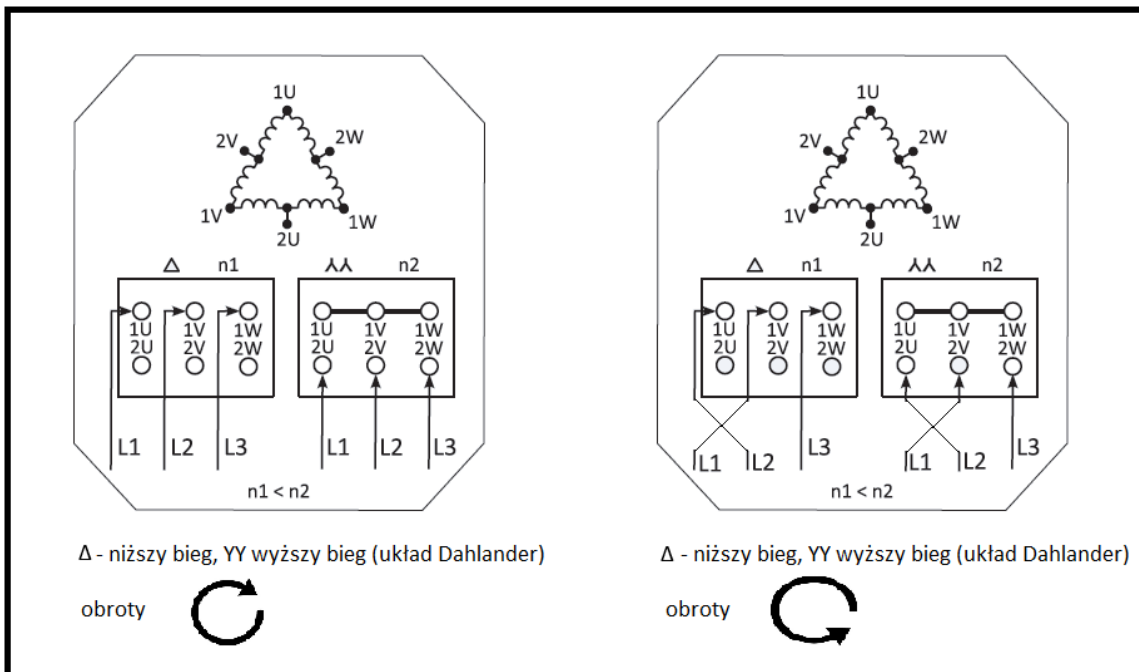 1U
2V 2W
1V 1W
2U
Δ n1 ⅄⅄ n2
1U 1V 1W 1U 1V 1W
2U 2V 2W 2U 2V 2W
L1 L2 L3 L1 L2 L3
n1 < n2
Δ - niższy bieg, YY wyższy bieg (układ Dahlander)
obroty
1U
2V 2W
1V 1W
2U
Δ n1 ⅄⅄ n2
1U 1V 1W 1U 1V 1W
2U 2V 2W 2U 2V 2W
L1 L2 L3 L1 L2 L3
n1 < n2
Δ - niższy bieg, YY wyższy bieg (układ Dahlander)
obroty